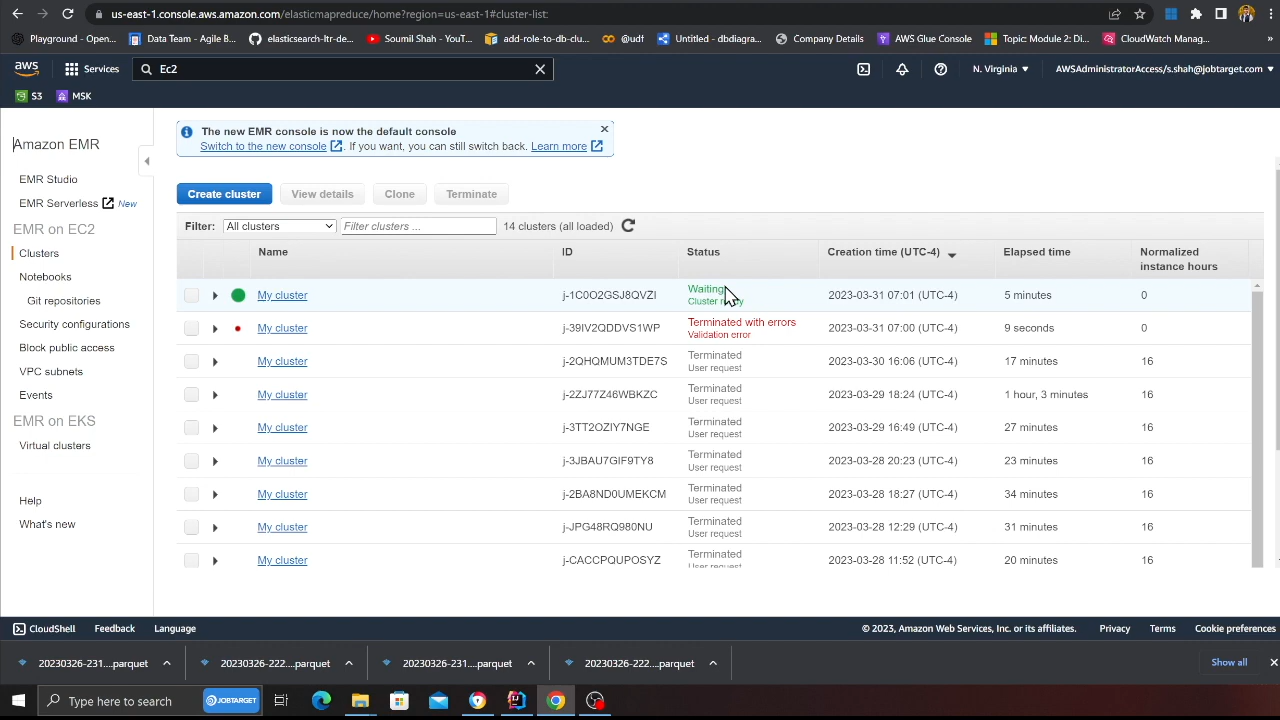 us-east-1.console.aws.amazon.com/elasticmapreduce/home?region=us-east-1#cluster-list:
Playground - Open...
Data Team - Agile B...
elasticsearch-ltr-de...
Soumil Shah - YouT...
add-role-to-db-clu...
@udf
Untitled - dbdiagra...
Company Details
AWS Glue Console
Topic: Module 2: Di...
CloudWatch Manag...
»
aws
Services
Ec2
N. Virginia
AWSAdministratorAccess/s.shah@jobtarget.com
S3
MSK
Amazon EMR
EMR Studio
EMR Serverless New
EMR on EC2
Clusters
Notebooks
Git repositories
Security configurations
Block public access
VPC subnets
Events
EMR on EKS
Virtual clusters
Help
What's new
The new EMR console is now the default console
Switch to the new console . If you want, you can still switch back. Learn more
Create cluster
View details
Clone
Terminate
Filter: All clusters Filter clusters ... 14 clusters (all loaded)
Name ID Status Creation time (UTC-4) Elapsed time Normalized
instance hours
My cluster j-1C0O2GSJ8QVZI Waiting 2023-03-31 07:01 (UTC-4) 5 minutes 0
Cluster
My cluster j-39IV2QDDVS1WP Terminated with errors 2023-03-31 07:00 (UTC-4) 9 seconds 0
Validation error
My cluster j-2QHQMUM3TDE7S Terminated 2023-03-30 16:06 (UTC-4) 17 minutes 16
User request
My cluster j-2ZJ77Z46WBKZC Terminated 2023-03-29 18:24 (UTC-4) 1 hour, 3 minutes 16
User request
My cluster j-3TT2OZIY7NGE Terminated 2023-03-29 16:49 (UTC-4) 27 minutes 16
User request
My cluster j-3JBAU7GIF9TY8 Terminated 2023-03-28 20:23 (UTC-4) 23 minutes 16
User request
My cluster j-2BA8ND0UMEKCM Terminated 2023-03-28 18:27 (UTC-4) 34 minutes 16
User request
My cluster j-JPG48RQ980NU Terminated 2023-03-28 12:29 (UTC-4) 31 minutes 16
User request
My cluster j-CACCPQUPOSYZ Terminated 2023-03-28 11:52 (UTC-4) 20 minutes 16
User request
CloudShell
Feedback
Language
© 2023, Amazon Web Services, Inc. or its affiliates.
Privacy
Terms
Cookie preferences
20230326-231....parquet
20230326-222....parquet
20230326-231....parquet
20230326-222....parquet
Show all
Type here to search
JOBTARGET